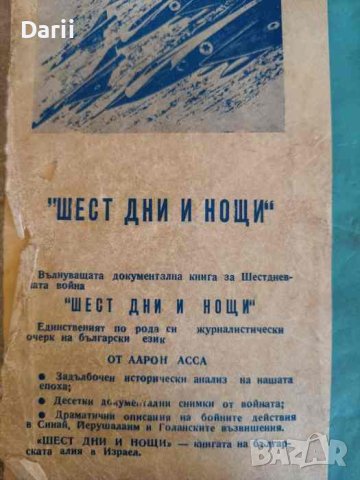 Darii
"ШЕСТ ДНИ И НОЩИ"
Вълнуващата документална книга за Шестднев-
ната война
"ШЕСТ ДНИ И НОЩИ"
Единственият по рода си журналистически
очерк на български език
ОТ ААРОН АССА
● Задълбочен исторически анализ на нашата
епоха;
● Десетки документални снимки от войната;
● Драматични описания на бойните действия
в Синай, Иерушалаим и Голанските възвишения.
«ШЕСТ ДНИ И НОЩИ» — книгата на българ-
ската алия в Израел.
bazar